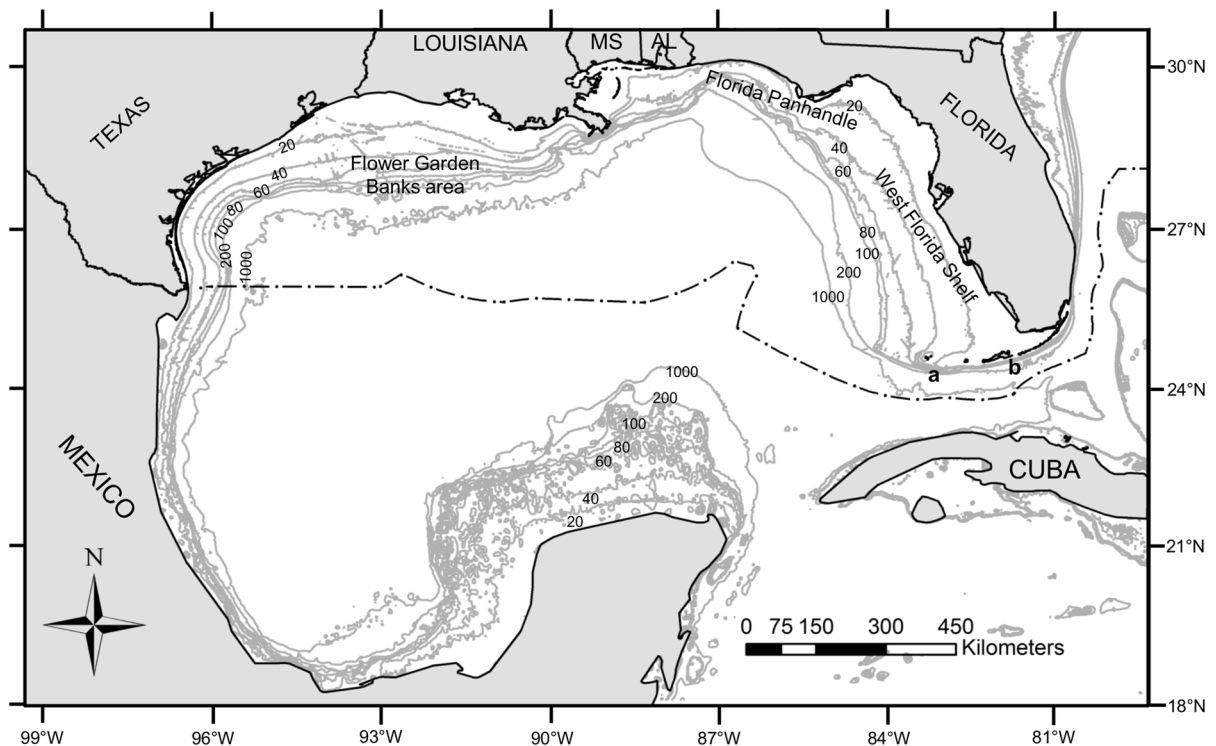 LOUISIANA
MS
AL
30°N
TEXAS
Florida Panhandle
FLORIDA
20
40
60
80
100
200
1000
Flower Garden
Banks area
20
40
60
80
100
200
1000
West Florida Shelf
27°N
a
b
24°N
1000
200
100
80
60
40
20
MEXICO
CUBA
21°N
N
0 75 150 300 450
Kilometers
18°N
99°W
96°W
93°W
90°W
87°W
84°W
81°W